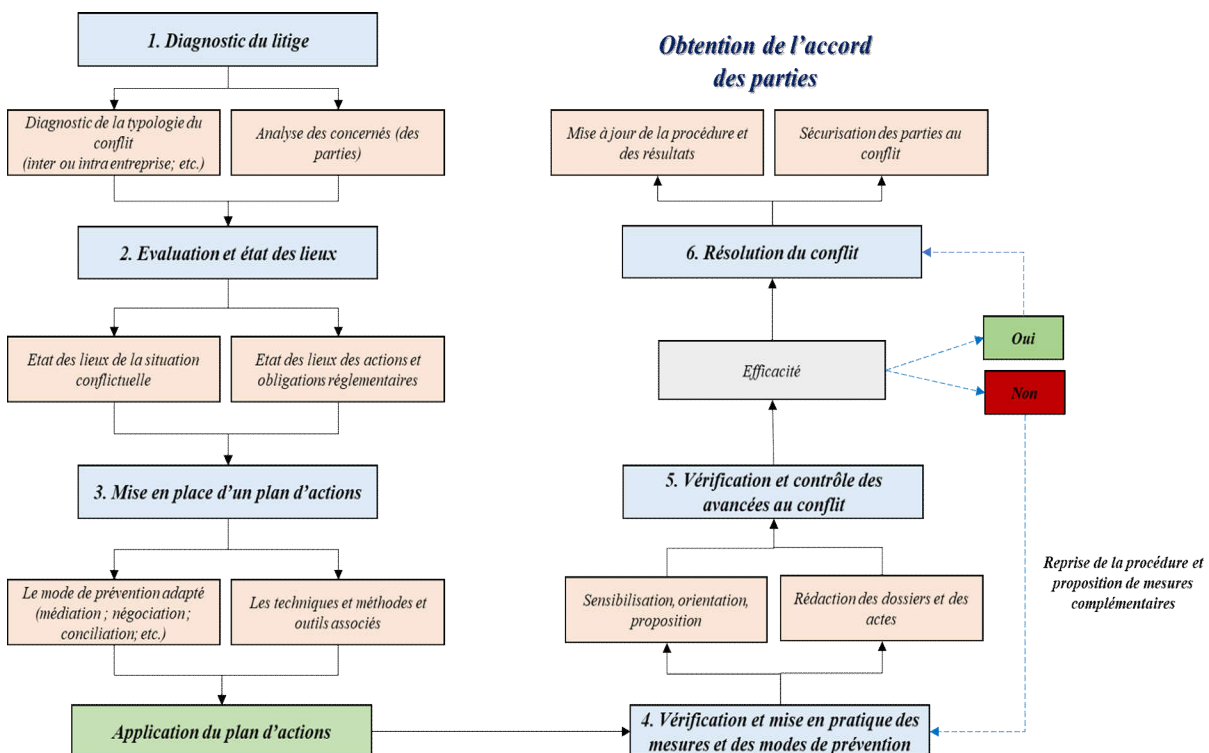 1. Diagnostic du litige
Diagnostic de la typologie du
conflit
(inter ou intra entreprise; etc.)
Analyse des concernés (des
parties)
2. Evaluation et état des lieux
Etat des lieux de la situation
conflictuelle
Etat des lieux des actions et
obligations réglementaires
3. Mise en place d’un plan d’actions
Le mode de prévention adapté
(médiation ; négociation ;
conciliation; etc.)
Les techniques et méthodes et
outils associés
Application du plan d’actions
Obtention de l’accord
des parties
Mise à jour de la procédure et
des résultats
Sécurisation des parties au
conflit
6. Résolution du conflit
Efficacité
Oui
Non
5. Vérification et contrôle des
avancées au conflit
Sensibilisation, orientation,
proposition
Rédaction des dossiers et des
actes
Reprise de la procédure et
proposition de mesures
complémentaires
4. Vérification et mise en pratique des
mesures et des modes de prévention